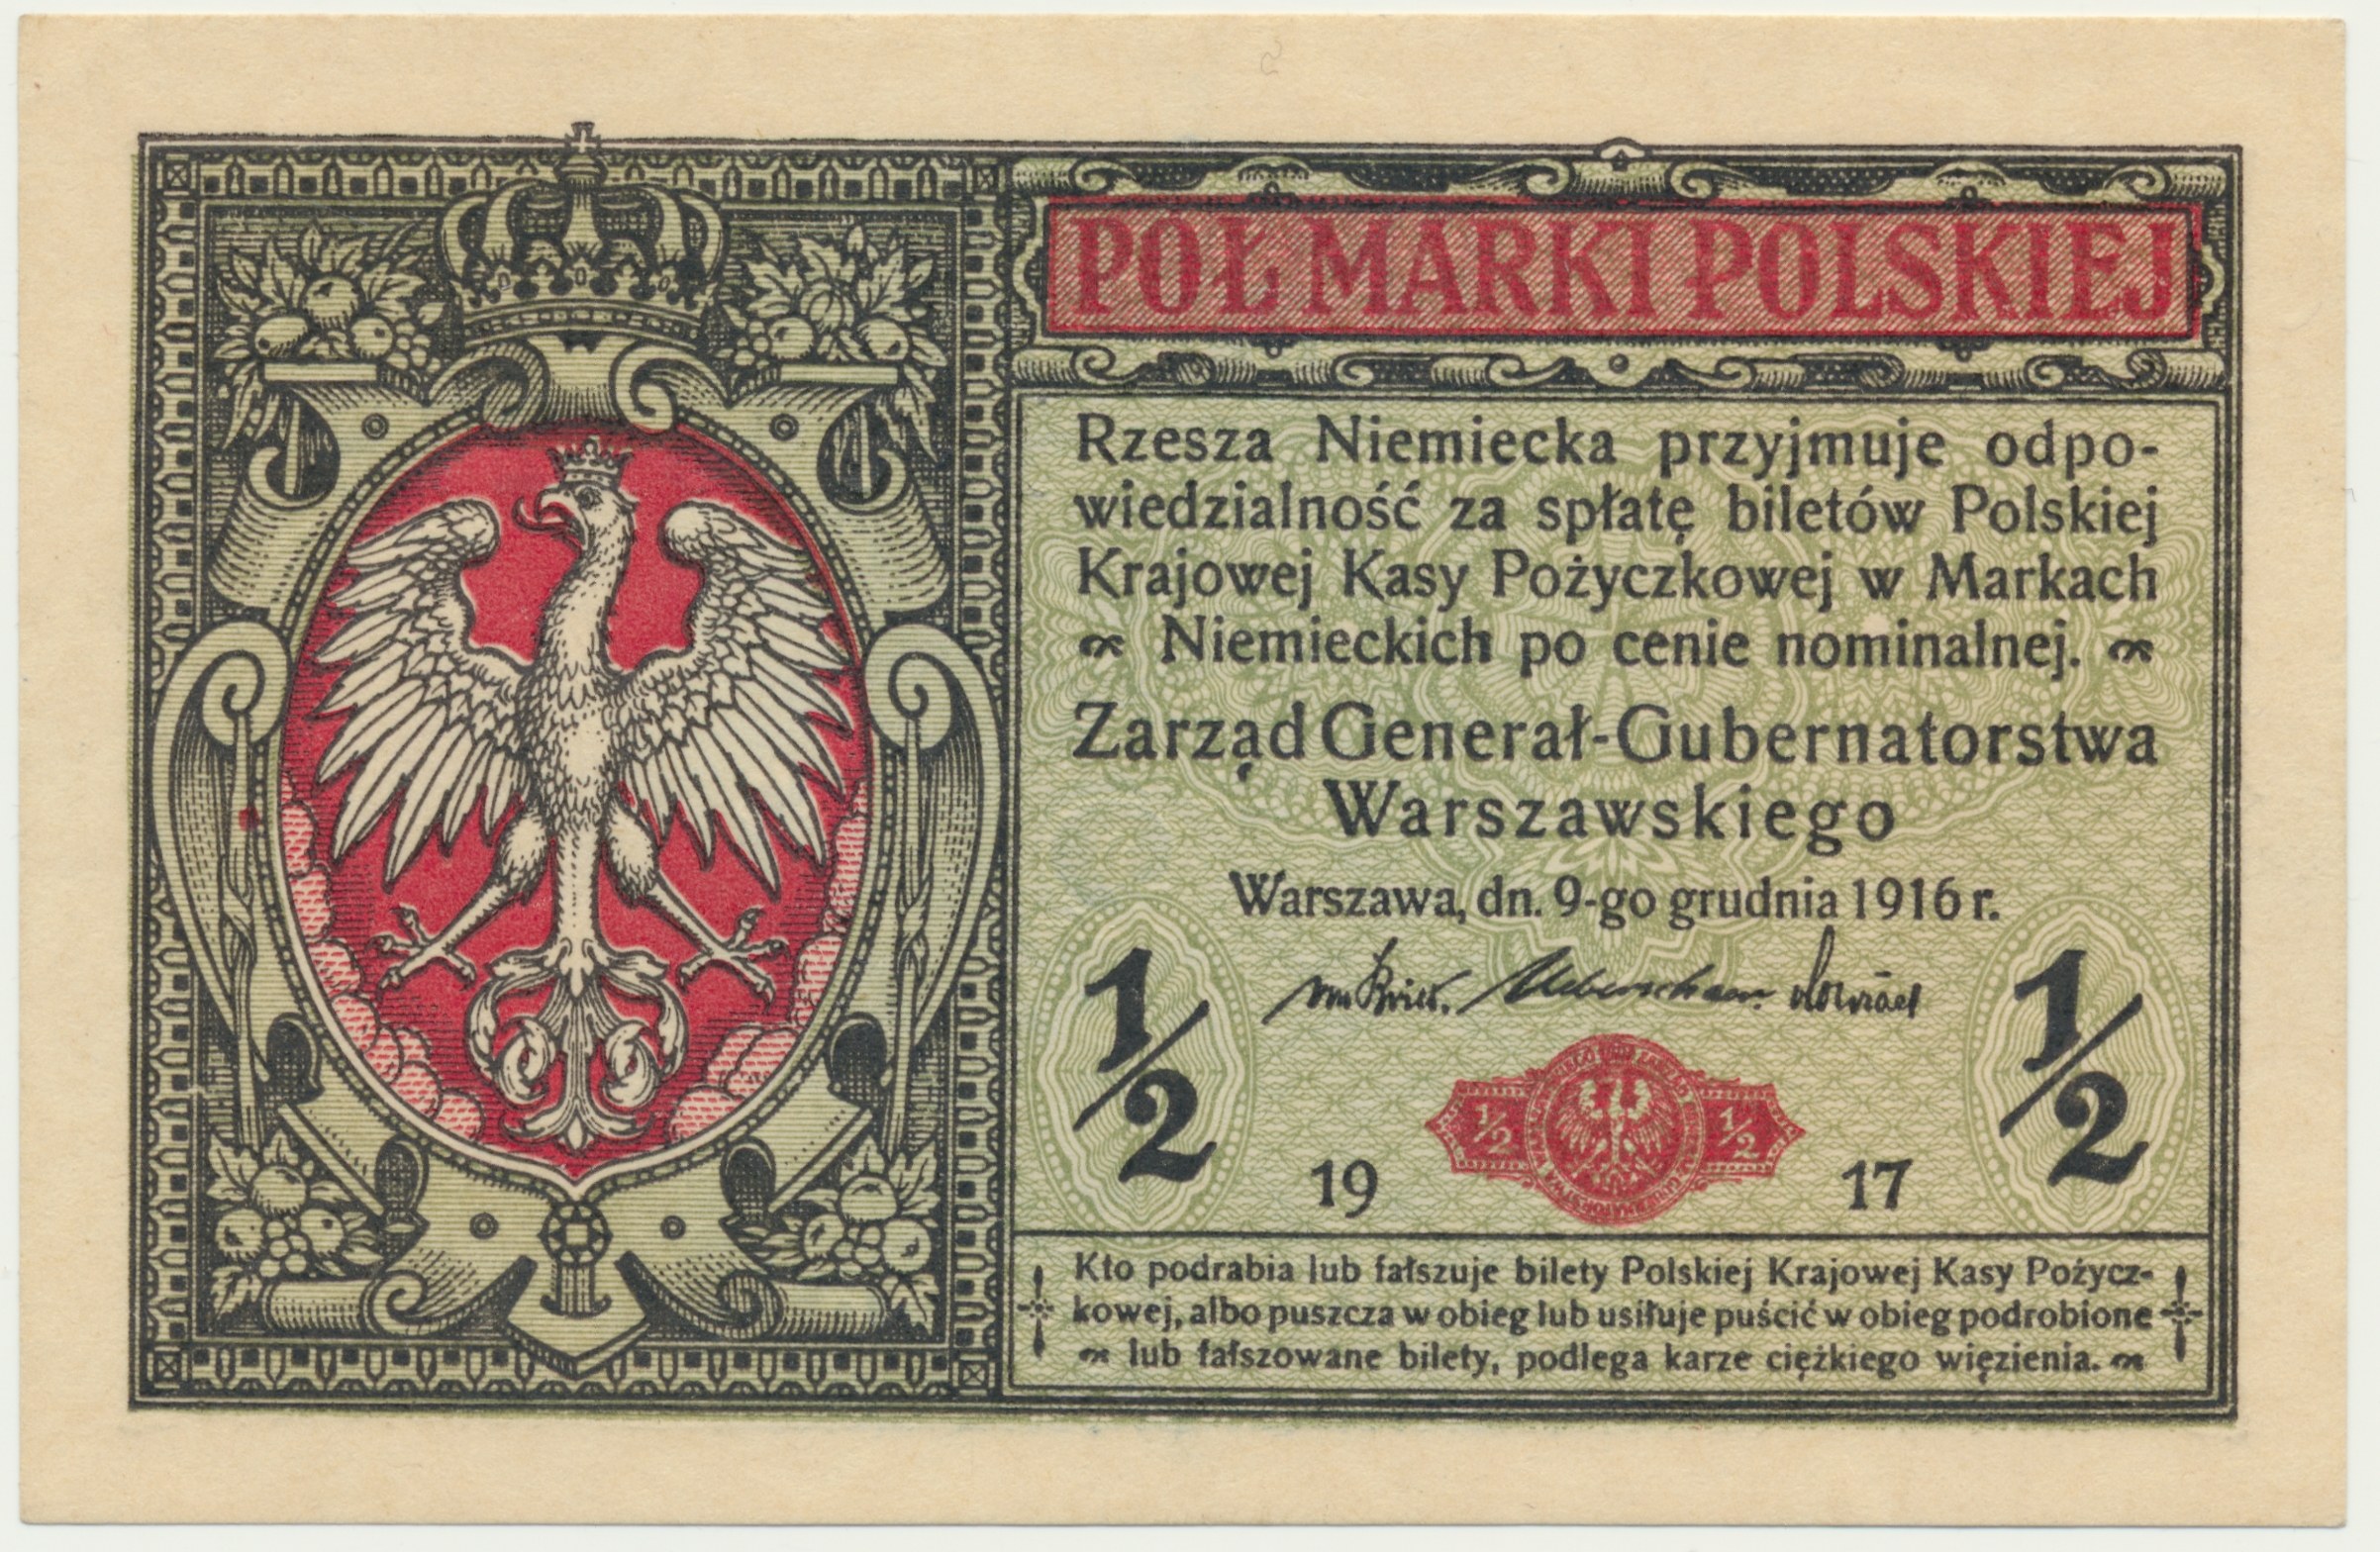 PÓŁ MARKI POLSKIEJ
Rzesza Niemiecka przyjmuje odpo-
wiedzialność za spłatę biletów Polskiej
Krajowej Kasy Pożyczkowej w Markach
Niemieckich po cenie nominalnej.
Zarząd Generał-Gubernatorstwa
Warszawskiego
Warszawa, dn. 9-go grudnia 1916 r.
1/2 1/2
1/2 1/2
19 17
Kto podrabia lub fałszuje bilety Polskiej Krajowej Kasy Pożycz-
kowej, albo puszcza w obieg lub usiłuje puścić w obieg podrobione
lub fałszowane bilety, podlega karze ciężkiego więzienia.